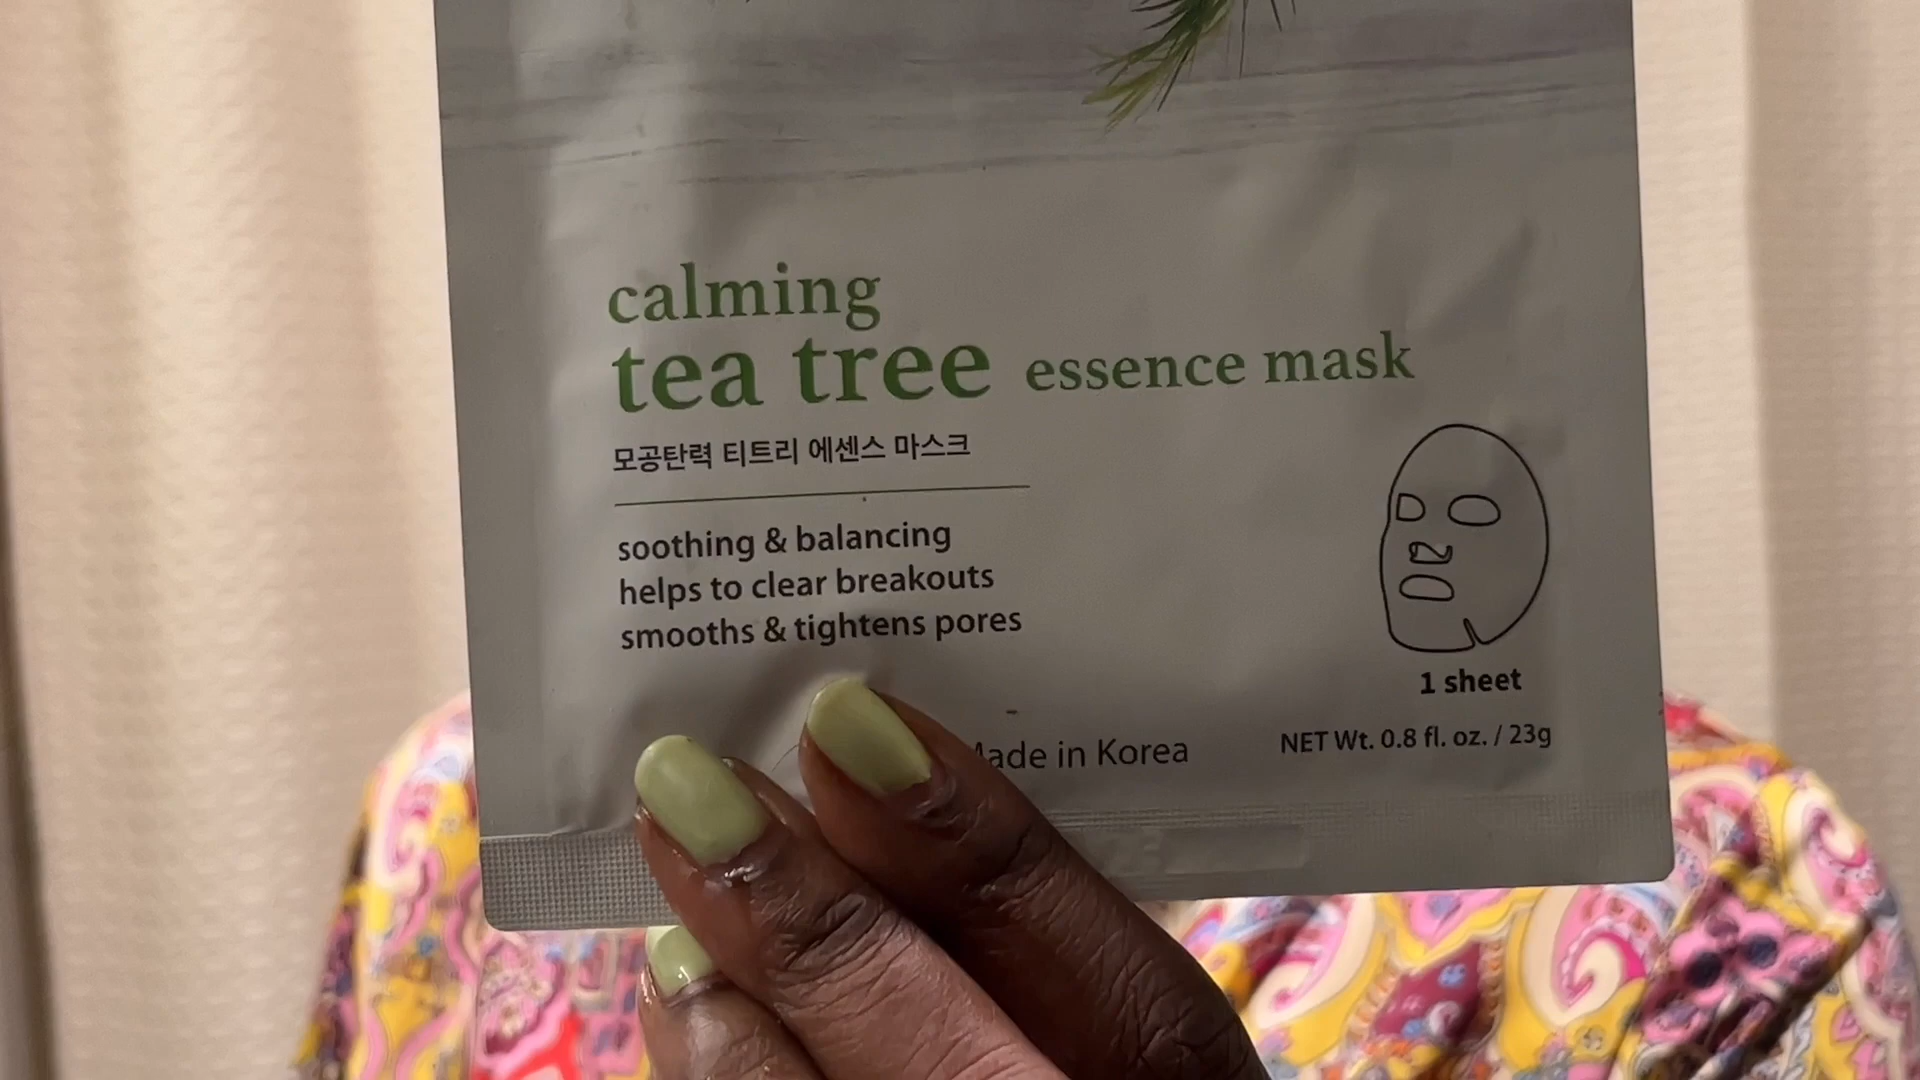 calming
tea tree essence mask
모공탄력 티트리 에센스 마스크
soothing & balancing
helps to clear breakouts
smooths & tightens pores
1 sheet
Made in Korea
NET Wt. 0.8 fl. oz. / 23g